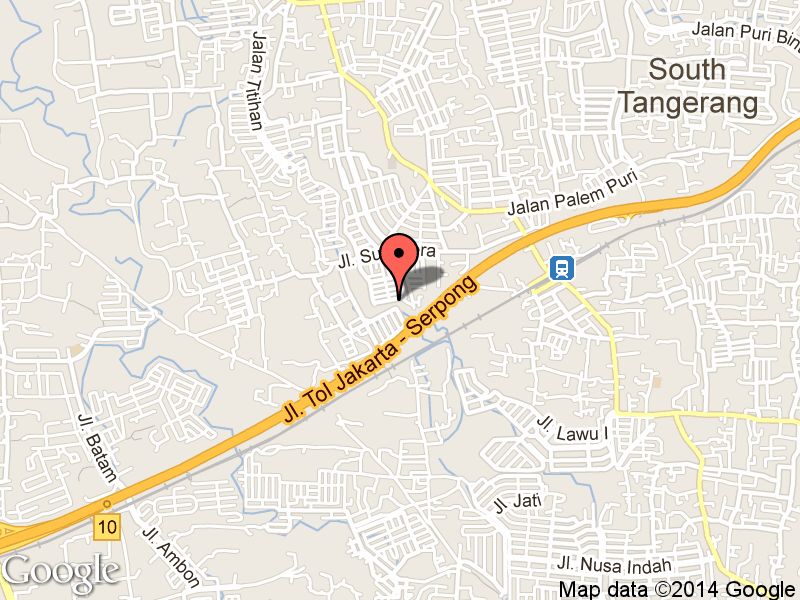 Jalan Puri Bin
South
Tangerang
Jalan Titihan
Jalan Palem Puri
Jl. Su
ra
Jl. Tol Jakarta - Serpong
Jl. Batam
Jl. Lawu I
10
Jl. Jati
Jl. Ambon
Jl. Nusa Indah
Google
Map data ©2014 Google